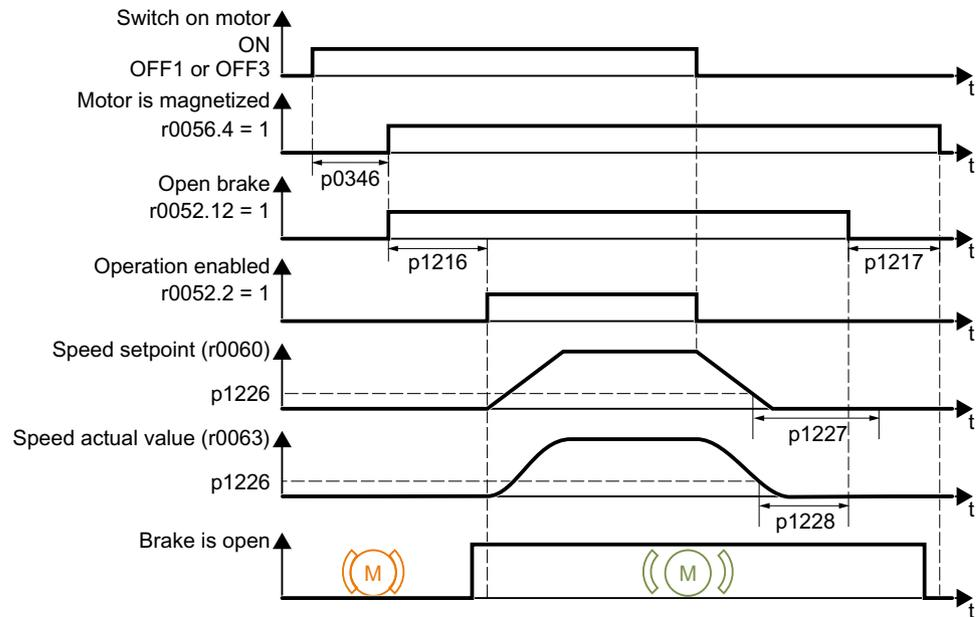 Switch on motor
ON
OFF1 or OFF3
t
Motor is magnetized
r0056.4 = 1
t
p0346
Open brake
r0052.12 = 1
t
p1216
p1217
Operation enabled
r0052.2 = 1
t
Speed setpoint (r0060)
p1226
t
p1227
Speed actual value (r0063)
p1226
t
p1228
Brake is open
M
M
t